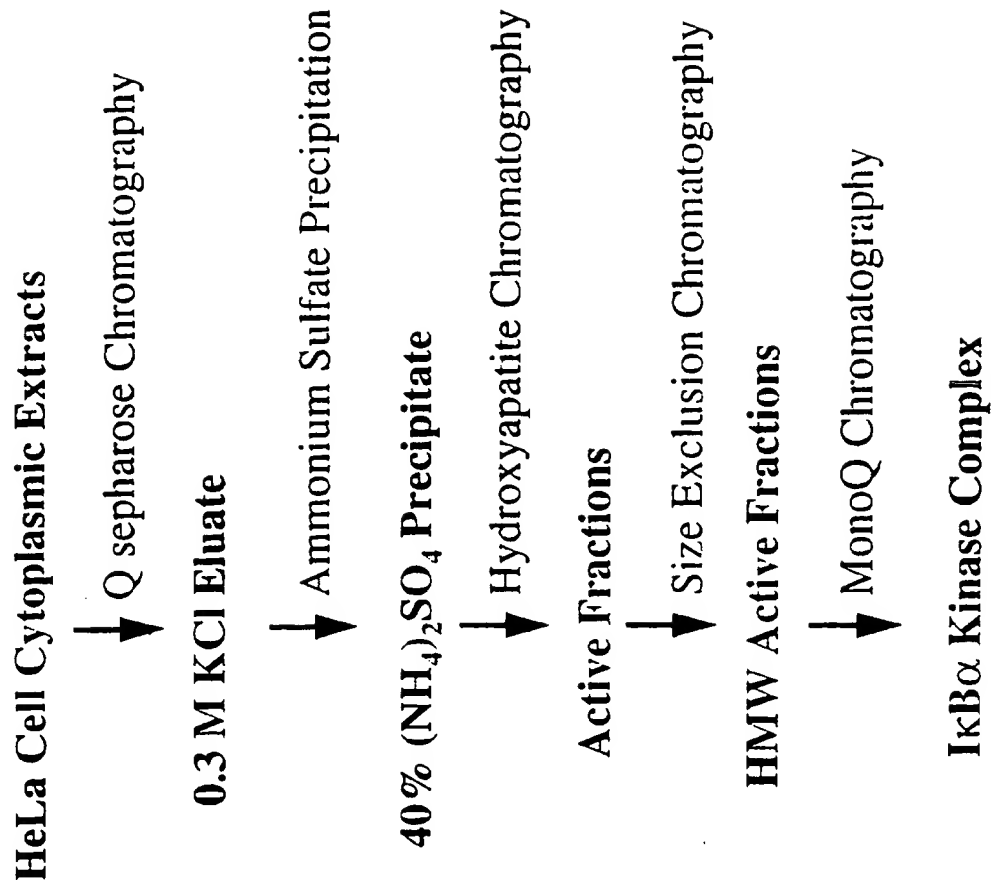 HeLa Cell Cytoplasmic Extracts
Q sepharose Chromatography
0.3 M KCl Eluate
Ammonium Sulfate Precipitation
40% (NH₄)₂SO₄ Precipitate
Hydroxyapatite Chromatography
Active Fractions
Size Exclusion Chromatography
HMW Active Fractions
MonoQ Chromatography
IκBα Kinase Complex